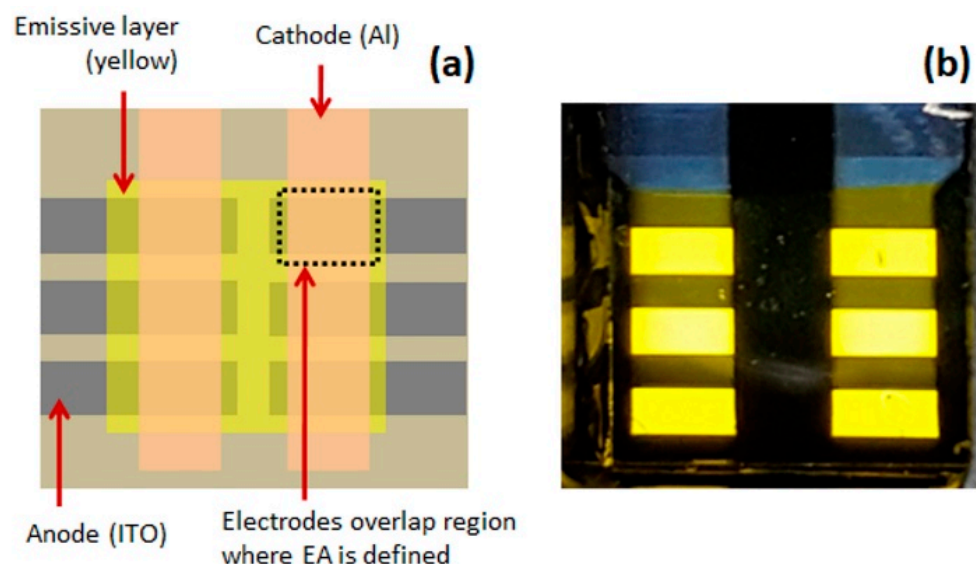 Emissive layer
(yellow)
Cathode (Al)
(a)
(b)
Anode (ITO)
Electrodes overlap region
where EA is defined